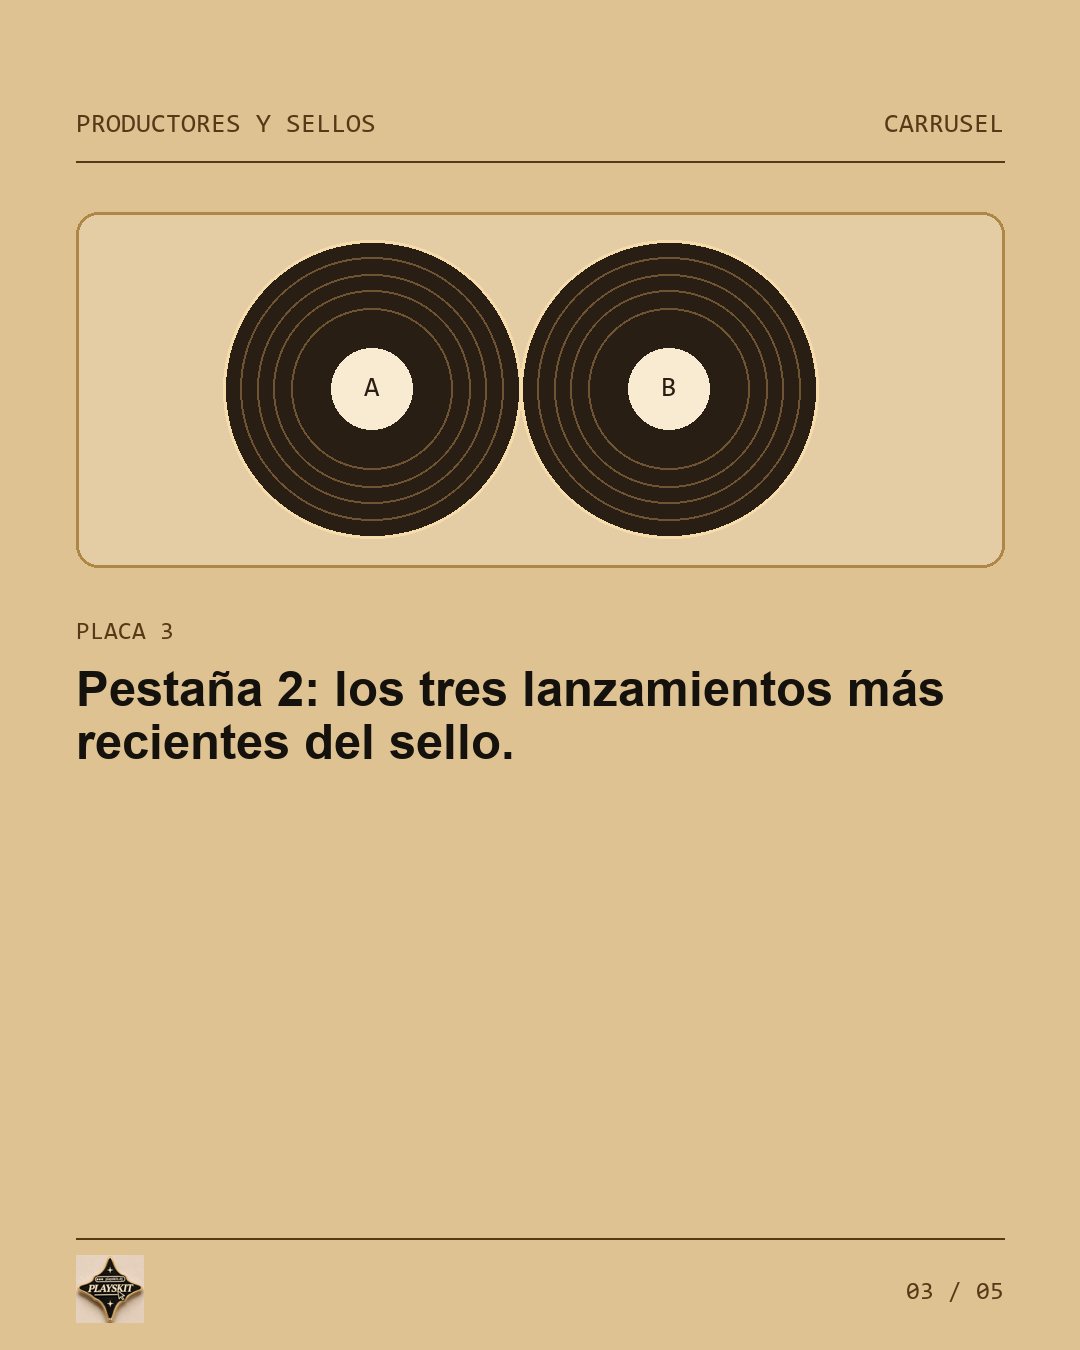 PRODUCTORES Y SELLOS
CARRUSEL
A
B
PLACA 3
Pestaña 2: los tres lanzamientos más
recientes del sello.
PLAYSKIT
03 / 05